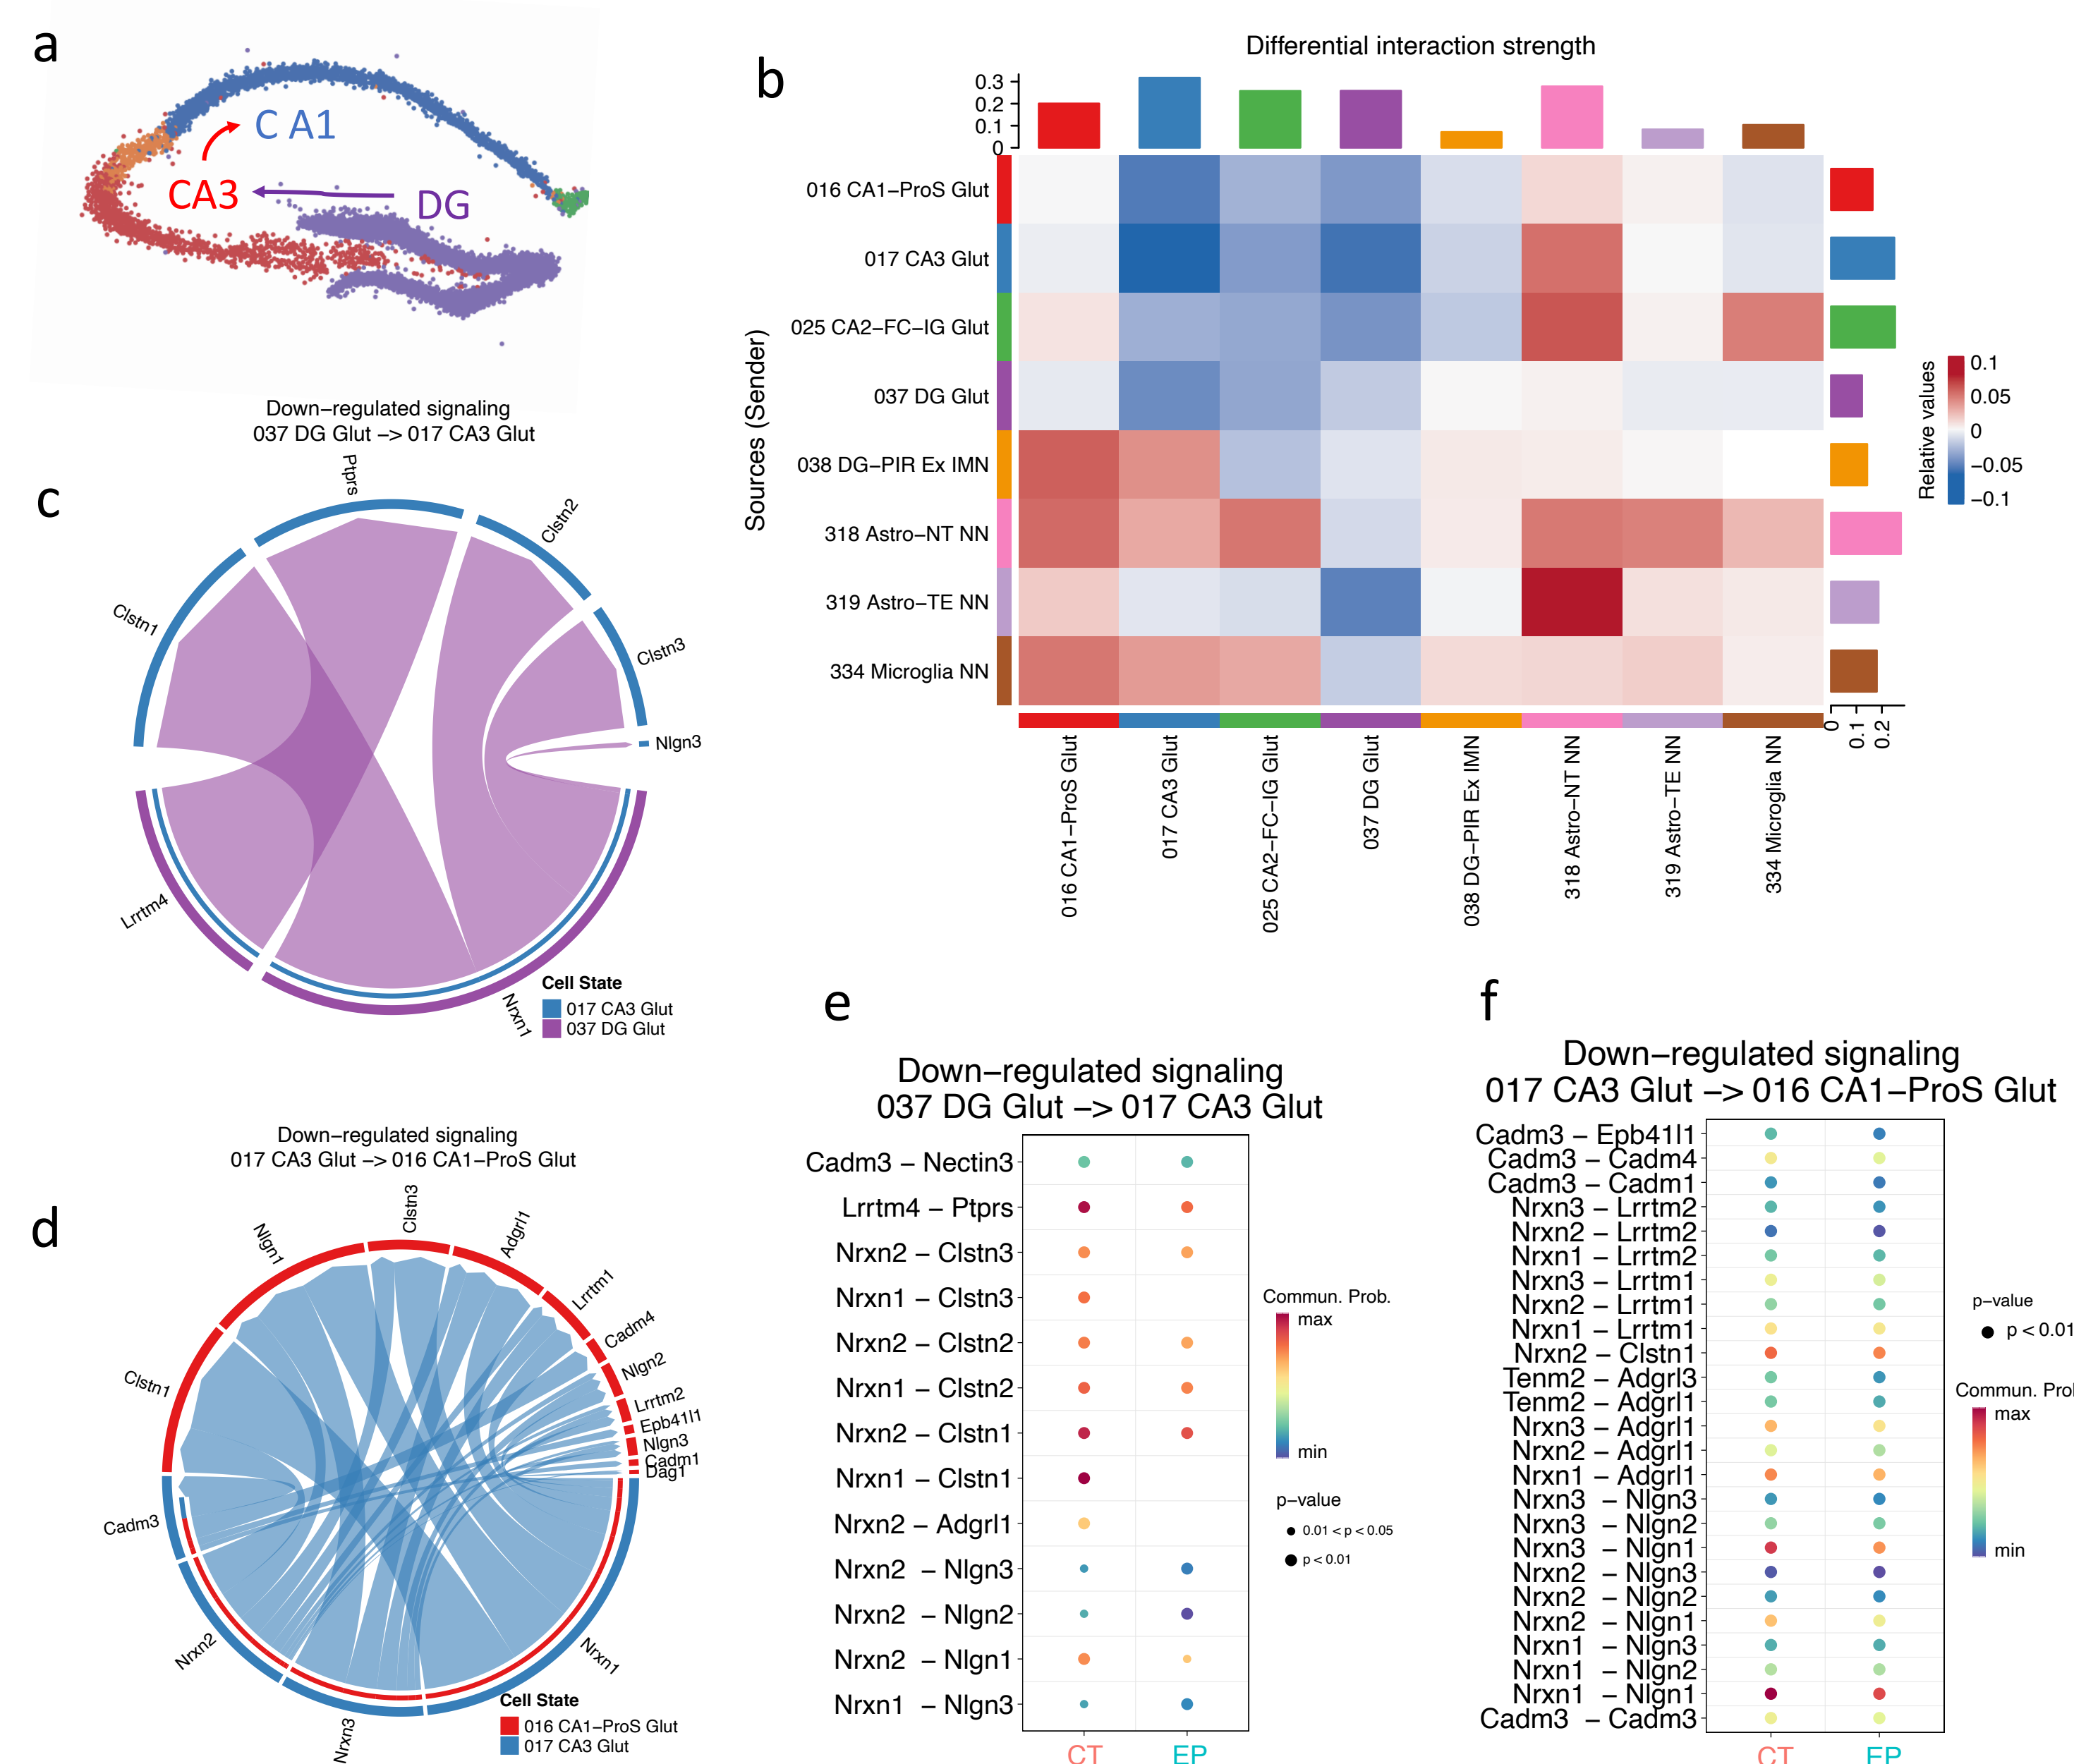 a
C A1
CA3
DG
b
Differential interaction strength
0.3
0.2
0.1
0
Sources (Sender)
016 CA1−ProS Glut
017 CA3 Glut
025 CA2−FC−IG Glut
037 DG Glut
038 DG−PIR Ex IMN
318 Astro−NT NN
319 Astro−TE NN
334 Microglia NN
016 CA1−ProS Glut
017 CA3 Glut
025 CA2−FC−IG Glut
037 DG Glut
038 DG−PIR Ex IMN
318 Astro−NT NN
319 Astro−TE NN
334 Microglia NN
0
0.1
0.2
Relative values
0.1
0.05
0
−0.05
−0.1
c
Down−regulated signaling
037 DG Glut −> 017 CA3 Glut
Ptprs
Clstn2
Clstn1
Clstn3
Nlgn3
Lrrtm4
Nrxn1
Cell State
017 CA3 Glut
037 DG Glut
d
Down−regulated signaling
017 CA3 Glut −> 016 CA1−ProS Glut
Clstn3
Nlgn1
Adgrl1
Lrrtm1
Cadm4
Nlgn2
Lrrtm2
Epb41l1
Nlgn3
Cadm1
Dag1
Clstn1
Cadm3
Nrxn2
Nrxn3
Nrxn1
Cell State
016 CA1−ProS Glut
017 CA3 Glut
e
Down−regulated signaling
037 DG Glut −> 017 CA3 Glut
Cadm3 − Nectin3
Lrrtm4 − Ptprs
Nrxn2 − Clstn3
Nrxn1 − Clstn3
Nrxn2 − Clstn2
Nrxn1 − Clstn2
Nrxn2 − Clstn1
Nrxn1 − Clstn1
Nrxn2 − Adgrl1
Nrxn2 − Nlgn3
Nrxn2 − Nlgn2
Nrxn2 − Nlgn1
Nrxn1 − Nlgn3
CT EP
Commun. Prob.
max
min
p−value
0.01 < p < 0.05
p < 0.01
f
Down−regulated signaling
017 CA3 Glut −> 016 CA1−ProS Glut
Cadm3 − Epb41l1
Cadm3 − Cadm4
Cadm3 − Cadm1
Nrxn3 − Lrrtm2
Nrxn2 − Lrrtm2
Nrxn1 − Lrrtm2
Nrxn3 − Lrrtm1
Nrxn2 − Lrrtm1
Nrxn1 − Lrrtm1
Nrxn2 − Clstn1
Tenm2 − Adgrl3
Tenm2 − Adgrl1
Nrxn3 − Adgrl1
Nrxn2 − Adgrl1
Nrxn1 − Adgrl1
Nrxn3 − Nlgn3
Nrxn3 − Nlgn2
Nrxn3 − Nlgn1
Nrxn2 − Nlgn3
Nrxn2 − Nlgn2
Nrxn2 − Nlgn1
Nrxn1 − Nlgn3
Nrxn1 − Nlgn2
Nrxn1 − Nlgn1
Cadm3 − Cadm3
CT EP
p−value
p < 0.01
Commun. Pro
max
min